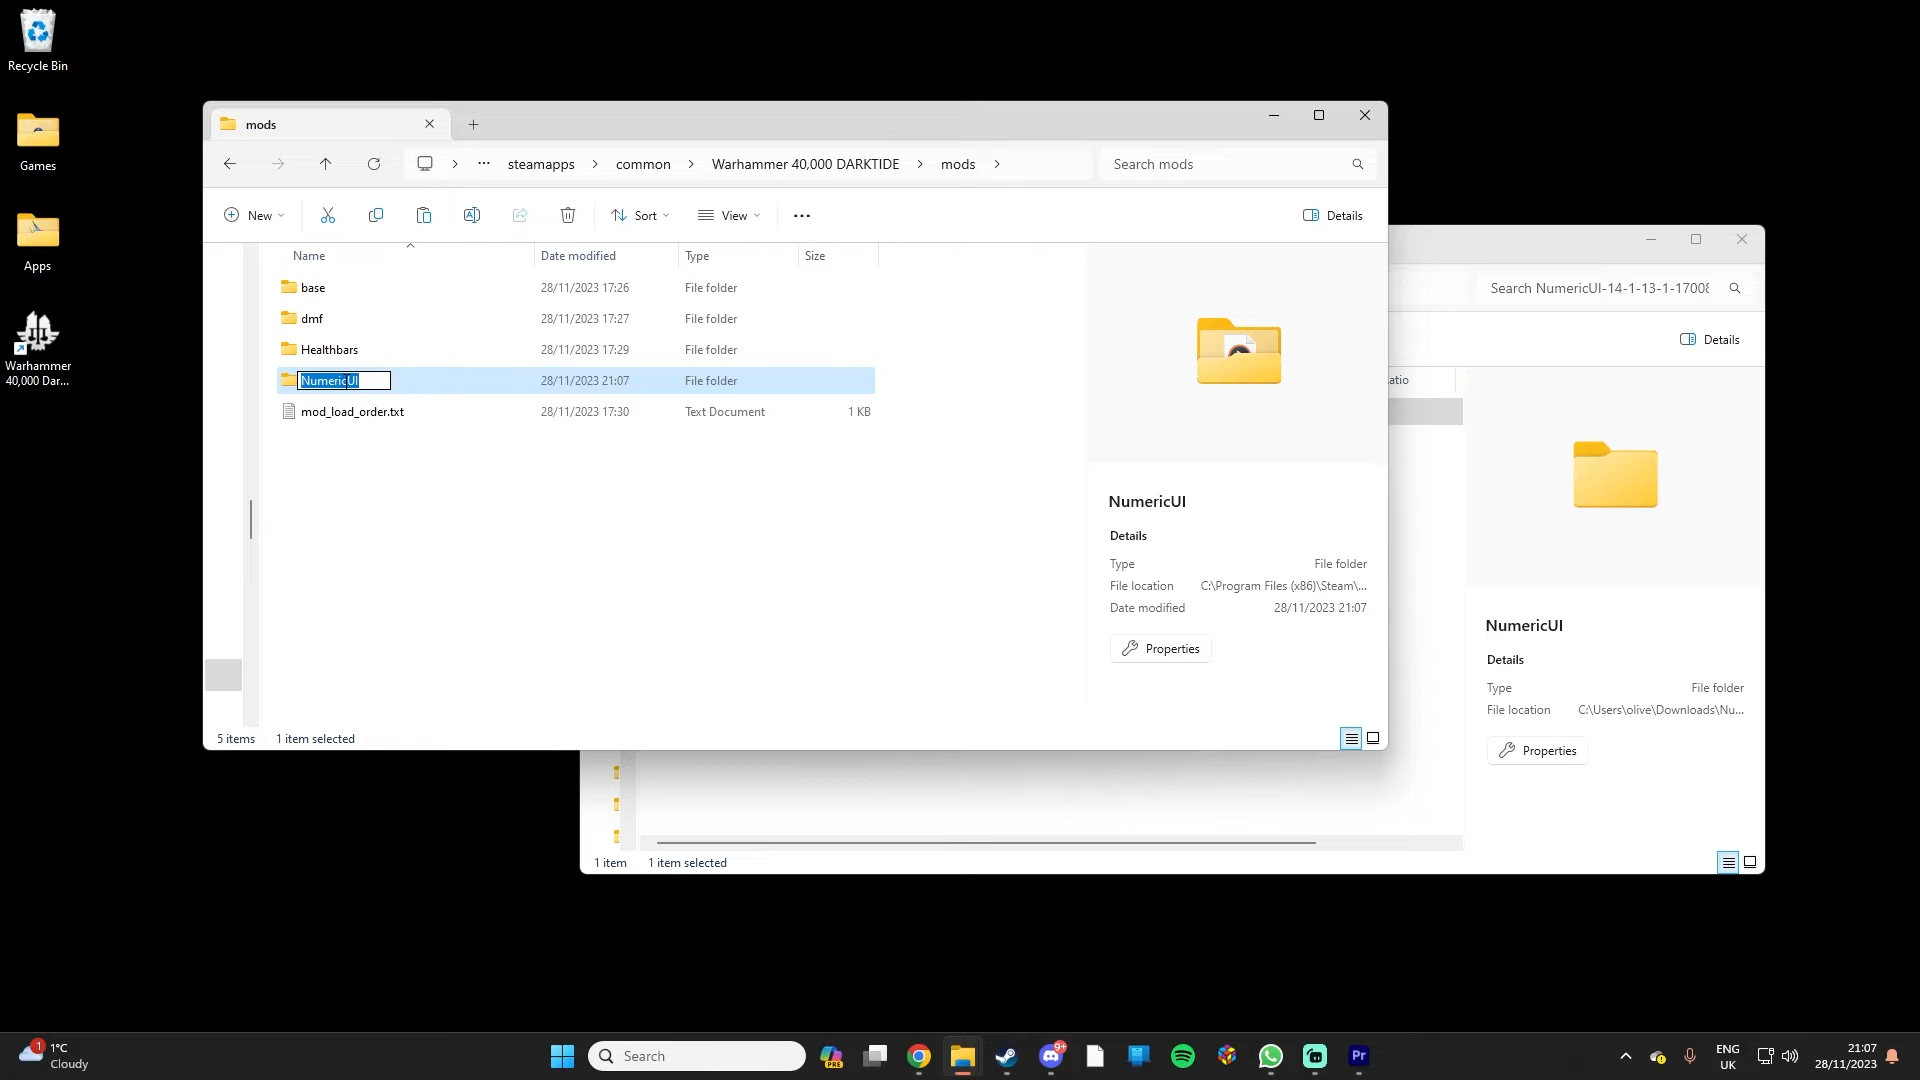 Recycle Bin
Games
Apps
Warhammer
40,000 Dar...
mods
steamapps
common
Warhammer 40,000 DARKTIDE
mods
Search mods
New
Sort
View
Details
Name
Date modified
Type
Size
base
28/11/2023 17:26
File folder
dmf
28/11/2023 17:27
File folder
Healthbars
28/11/2023 17:29
File folder
NumericUI
28/11/2023 21:07
File folder
mod_load_order.txt
28/11/2023 17:30
Text Document
1 KB
NumericUI
Details
Type
File folder
File location
C:\Program Files (x86)\Steam\...
Date modified
28/11/2023 21:07
Properties
5 items
1 item selected
Search NumericUI-14-1-13-1-17008
Details
atio
NumericUI
Details
Type
File folder
File location
C:\Users\olive\Downloads\Nu...
Properties
1 item
1 item selected
1
1°C
Cloudy
Search
PRE
9+
Pr
ENG
UK
21:07
28/11/2023